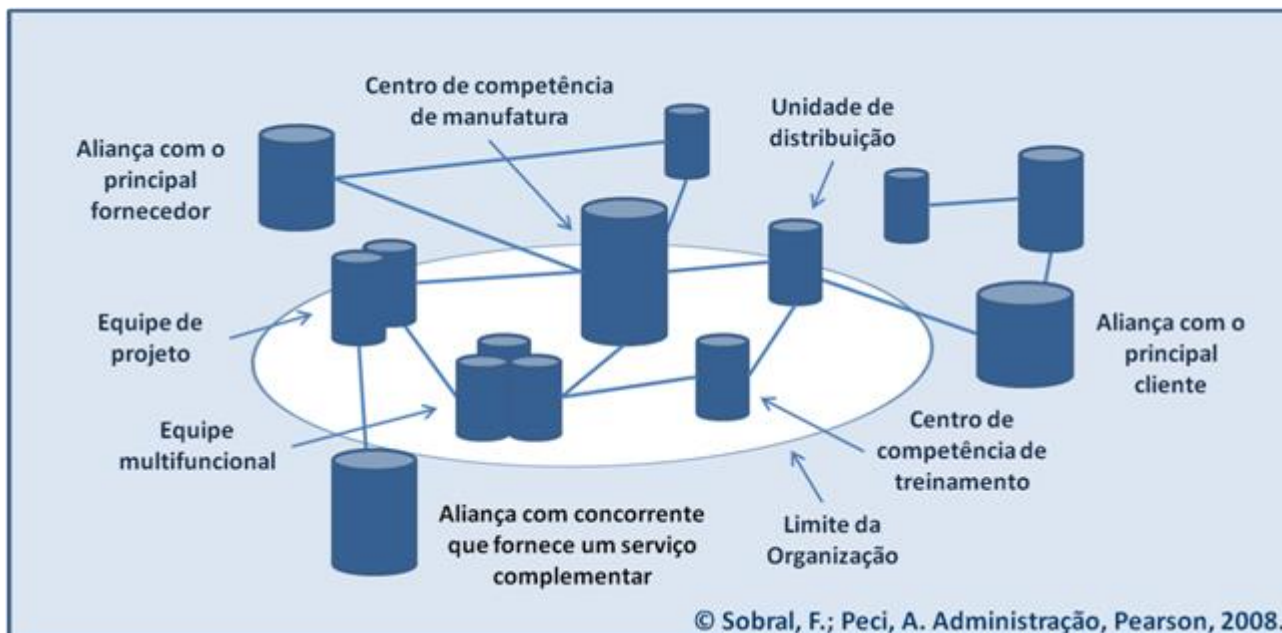 Centro de competência
de manufatura
Unidade de
distribuição
Aliança com o
principal
fornecedor
Equipe de
projeto
Aliança com o
principal
cliente
Equipe
multifuncional
Centro de
competência de
treinamento
Aliança com concorrente
que fornece um serviço
complementar
Limite da
Organização
© Sobral, F.; Peci, A. Administração, Pearson, 2008.